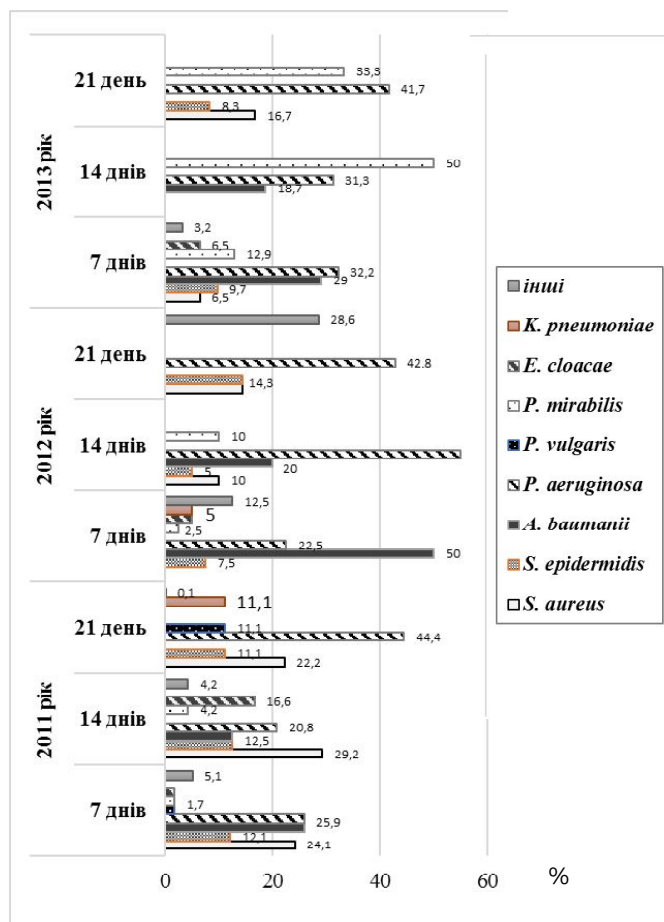 2013 рік
21 день
33,3
41,7
8,3
16,7
14 днів
50
31,3
18,7
7 днів
3,2
6,5
12,9
32,2
29
9,7
6,5
2012 рік
21 день
28,6
42.8
14,3
14 днів
10
20
5
10
7 днів
12,5
5
2,5
22,5
50
7,5
2011 рік
21 день
0,1
11,1
11,1
44,4
11,1
22,2
14 днів
4,2
16,6
4,2
20,8
12,5
29,2
7 днів
5,1
1,7
25,9
12,1
24,1
0 20 40 60 %
інші
K. pneumoniae
E. cloacae
P. mirabilis
P. vulgaris
P. aeruginosa
A. baumanii
S. epidermidis
S. aureus